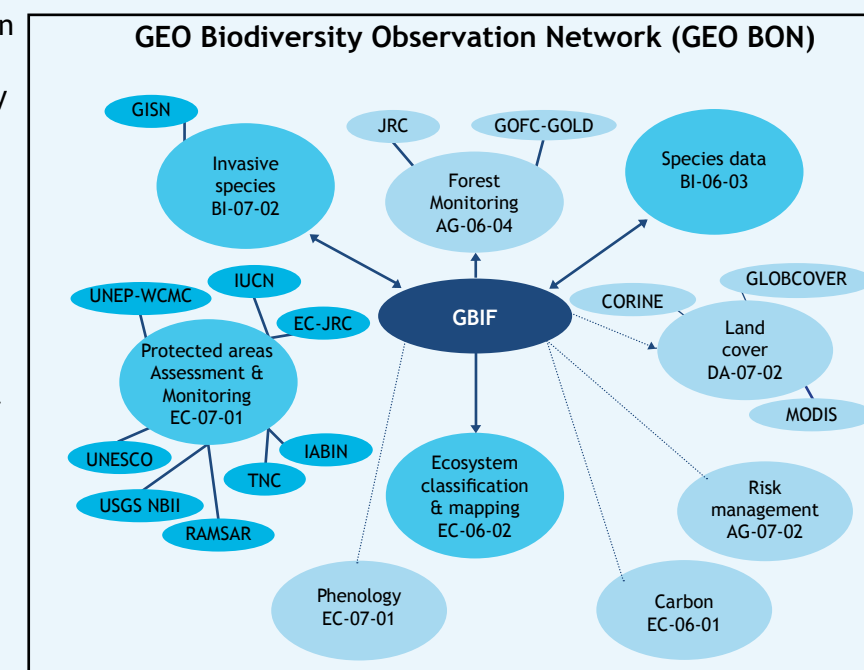 n
y
GEO Biodiversity Observation Network (GEO BON)
GISN
Invasive
species
BI-07-02
JRC
GOFC-GOLD
Forest
Monitoring
AG-06-04
Species data
BI-06-03
UNEP-WCMC
IUCN
EC-JRC
Protected areas
Assessment &
Monitoring
EC-07-01
UNESCO
USGS NBII
RAMSAR
TNC
IABIN
GBIF
CORINE
GLOBCOVER
Land
cover
DA-07-02
MODIS
Ecosystem
classification
& mapping
EC-06-02
Risk
management
AG-07-02
Phenology
EC-07-01
Carbon
EC-06-01